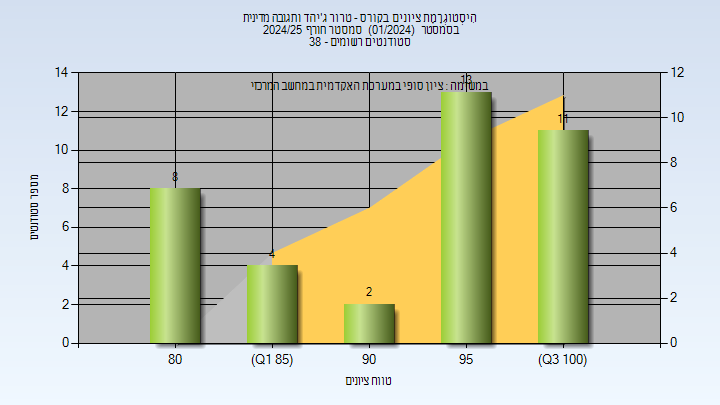 היסטוגרמת ציונים בקורס - טרור ג'יהד ותגובה מדינית
בסמסטר (01/2024) סמסטר חורף 2024/25
סטודנטים רשומים - 38
במשימה : ציון סופי במערכת האקדמית במחשב המרכזי
14
12
10
8
6
4
2
0
12
10
8
6
4
2
0
8
4
2
13
11
מספר סטודנטים
80
(Q1 85)
90
95
(Q3 100)
טווח ציונים